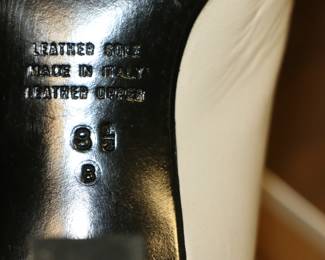 LEATHER SOLE
MADE IN ITALY
LEATHER UPPER
8½
B